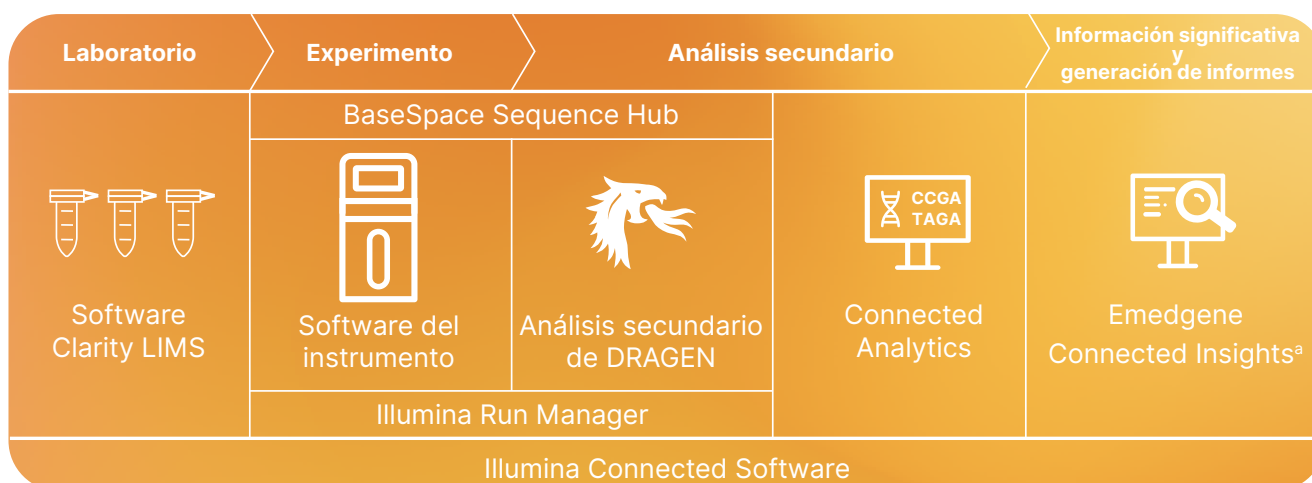 Laboratorio
Experimento
Análisis secundario
Información significativa
y
generación de informes
BaseSpace Sequence Hub
CCGA
TAGA
Software
Clarity LIMS
Software del
instrumento
Análisis secundario
de DRAGEN
Connected
Analytics
Emedgene
Connected Insightsᵃ
Illumina Run Manager
Illumina Connected Software